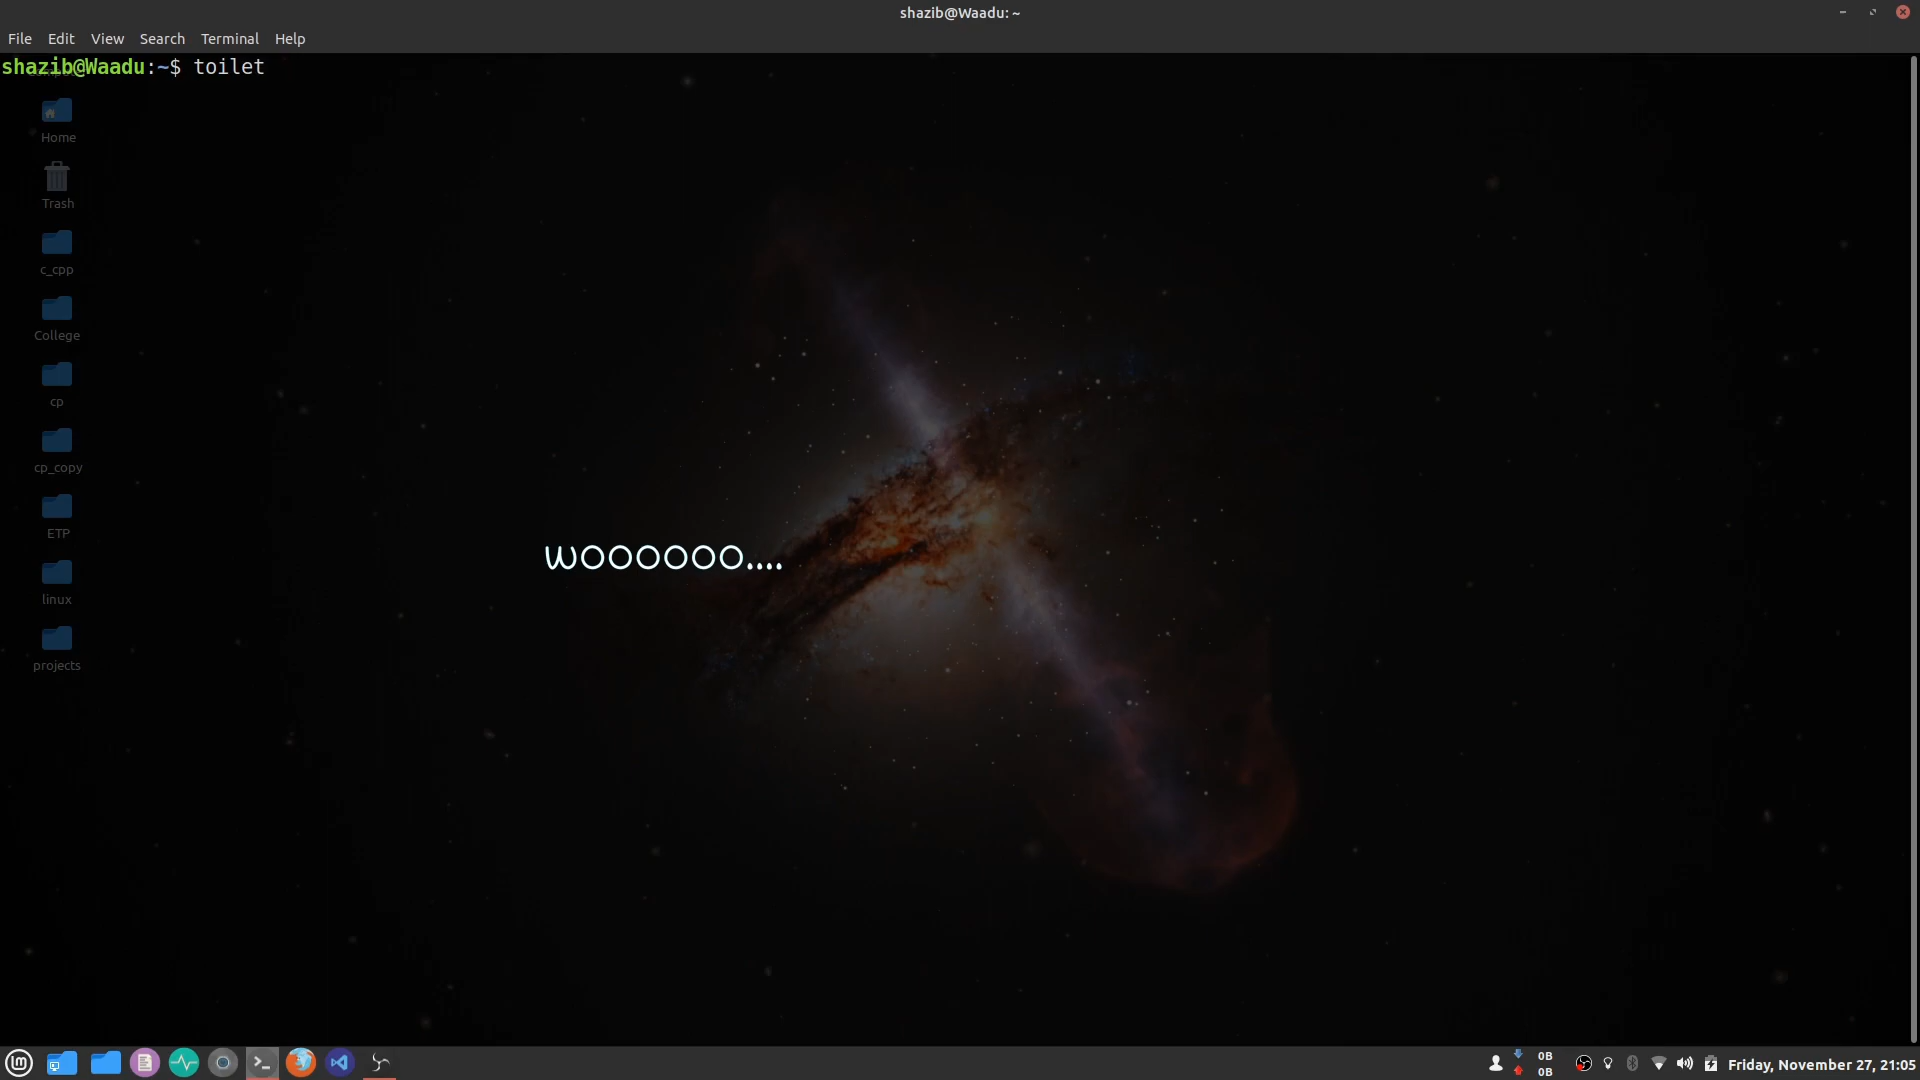 shazib@Waadu: ~
File Edit View Search Terminal Help
shazib@Waadu:~$ toilet
Home
Trash
c_cpp
College
cp
cp_copy
ETP
linux
projects
WOOOOOO....
0B
0B
Friday, November 27, 21:05